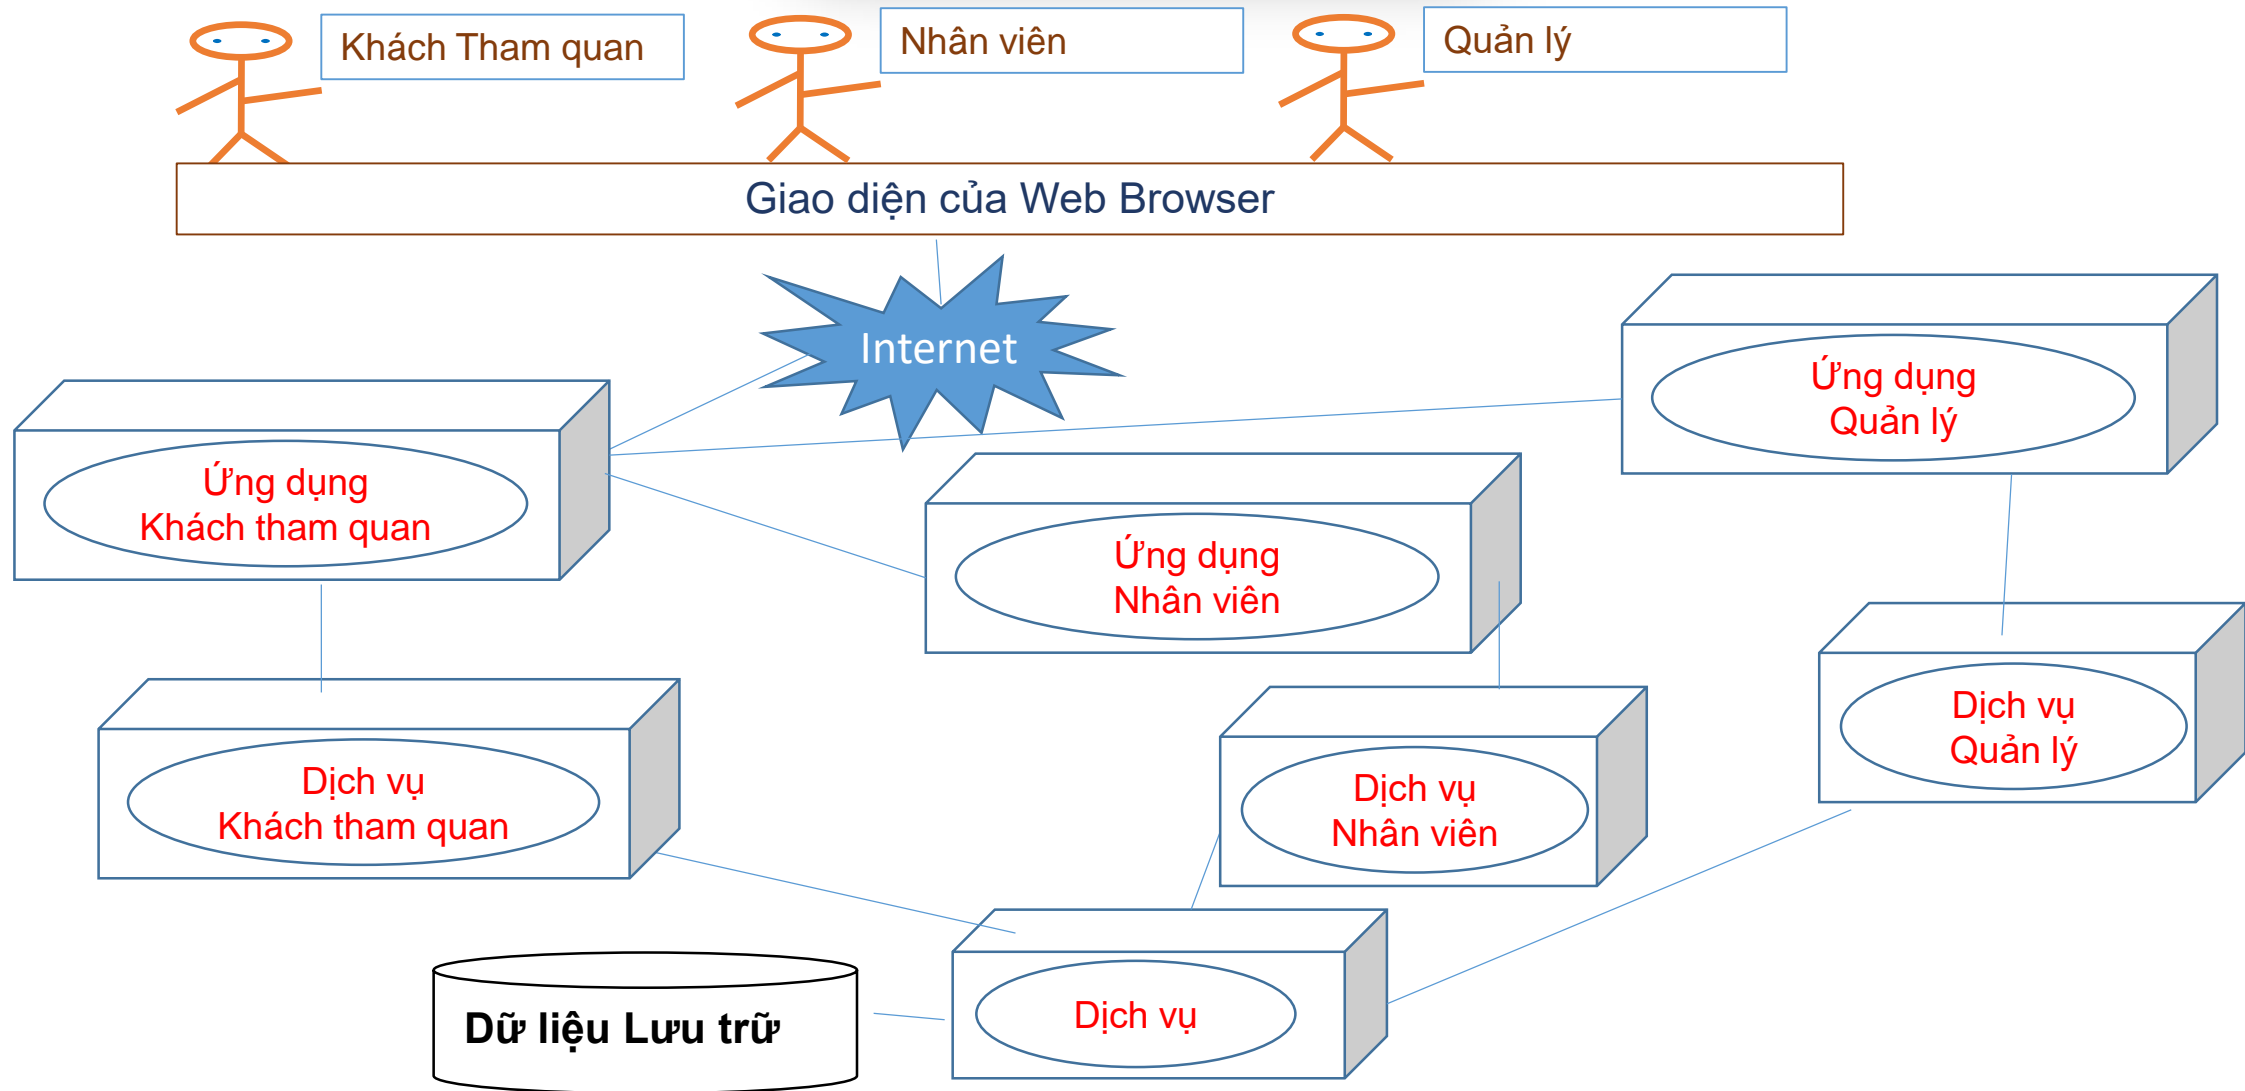 Khách Tham quan
Nhân viên
Quản lý
Giao diện của Web Browser
Internet
Ứng dụng
Quản lý
Ứng dụng
Khách tham quan
Ứng dụng
Nhân viên
Dịch vụ
Quản lý
Dịch vụ
Khách tham quan
Dịch vụ
Nhân viên
Dữ liệu Lưu trữ
Dịch vụ